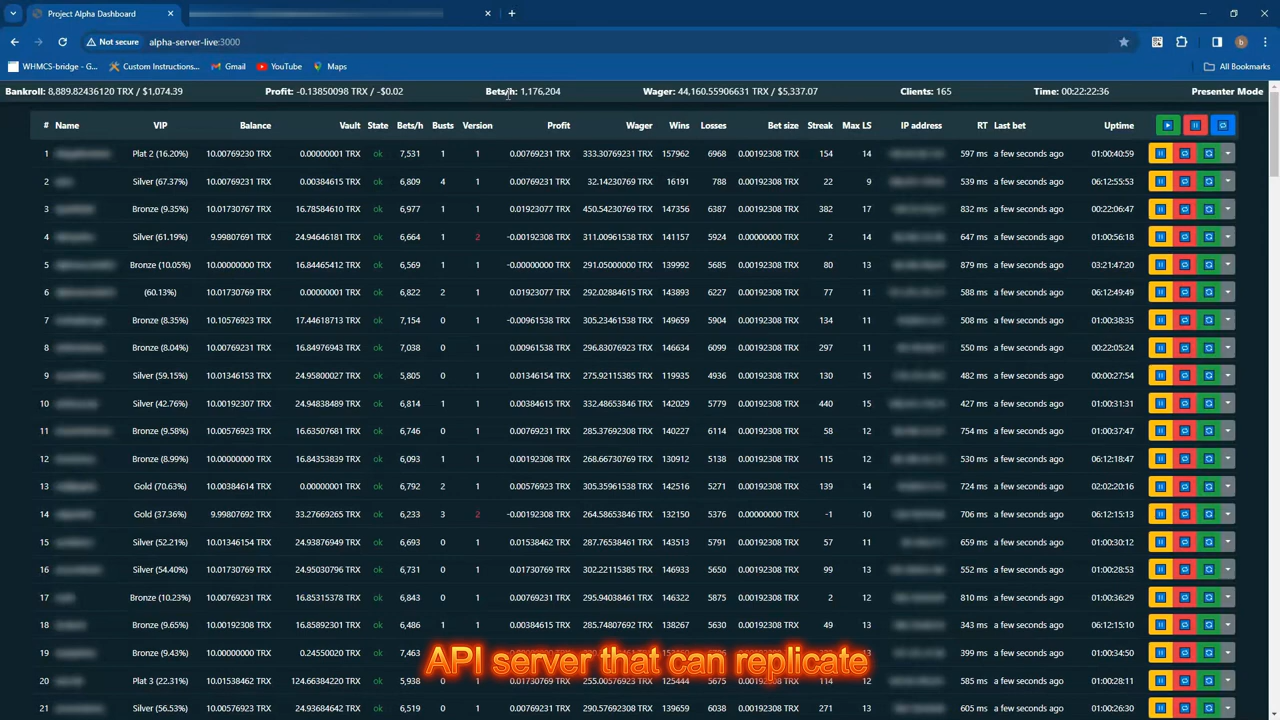 Project Alpha Dashboard
Not secure alpha-server-live:3000
WHMCS-bridge - G... Custom Instructions... Gmail YouTube Maps All Bookmarks
Bankroll: 8,889.82436120 TRX / $1,074.39 Profit: -0.13850098 TRX / -$0.02 Bets/h: 1,176,204 Wager: 44,160.55906631 TRX / $5,337.07 Clients: 165 Time: 00:22:22:36 Presenter Mode
# Name VIP Balance Vault State Bets/h Busts Version Profit Wager Wins Losses Bet size Streak Max LS IP address RT Last bet Uptime
1 Plat 2 (16.20%) 10.00769230 TRX 0.00000001 TRX ok 7,531 1 1 TRX 333.30769231 TRX 157962 6968 0.00192308 TRX 154 14 597 ms a few seconds ago 01:00:40:59
2 Silver (67.37%) 10.00769231 TRX 0.00384615 TRX ok 6,809 4 1 0.00769231 TRX 32.14230769 TRX 16191 0.00192308 TRX 22 9 539 ms a few seconds ago 06:12:55:53
3 Bronze (9.35%) 10.01730767 TRX 16.78584610 TRX ok 6,977 1 1 0.01923077 TRX 450.54230769 TRX 147356 6387 0.00192308 TRX 382 17 597 ms a few seconds ago 00:22:06:47
4 Silver (61.19%) 9.99807691 TRX 24.94646181 TRX ok 6,664 1 2 -0.00192308 TRX 311.00961538 TRX 141157 5924 0.00000000 TRX 2 14 647 ms a few seconds ago 01:00:56:18
5 Bronze (10.05%) 10.00000000 TRX 16.84465412 TRX ok 6,569 1 1 TRX 291.05000000 TRX 139992 5685 0.00192308 TRX 80 13 479 ms a few seconds ago 03:21:47:20
6 (60.13%) 10.01730769 TRX 0.00000001 TRX ok 6,822 2 1 0.01923077 TRX 292.02884615 TRX 143893 6227 0.00192308 TRX 77 11 588 ms a few seconds ago 06:12:49:49
7 Bronze (8.35%) 10.10576923 TRX 17.44618713 TRX ok 7,154 0 1 -0.00961538 TRX 305.23461538 TRX 149659 5904 0.00192308 TRX 134 11 508 ms a few seconds ago 01:00:38:35
8 Bronze (8.04%) 10.00769231 TRX 16.84976943 TRX ok 7,038 0 1 0.00769231 TRX 296.83076923 TRX 146634 6099 0.00192308 TRX 297 11 550 ms a few seconds ago 00:22:05:24
9 Silver (59.15%) 10.01346153 TRX 24.95800027 TRX ok 5,805 0 1 0.01346154 TRX 275.92115385 TRX 119935 4936 0.00192308 TRX 130 15 482 ms a few seconds ago 00:00:27:54
10 Silver (42.76%) 10.00192307 TRX 24.94838489 TRX ok 6,814 1 1 0.00384615 TRX 332.48653846 TRX 142029 5779 0.00192308 TRX 440 15 427 ms a few seconds ago 01:00:31:31
11 Bronze (9.58%) 10.00576923 TRX 16.63507681 TRX ok 6,746 1 1 0.00769231 TRX 285.37692308 TRX 140227 6114 0.00192308 TRX 58 12 754 ms a few seconds ago 01:00:37:47
12 Bronze (8.99%) 10.00000000 TRX 16.84353839 TRX ok 6,093 1 1 0.00000000 TRX 268.66730769 TRX 130912 5138 0.00192308 TRX 115 12 530 ms a few seconds ago 06:12:18:47
13 Gold (70.63%) 10.00384614 TRX 0.00000000 TRX ok 6,792 2 1 0.00576923 TRX 305.35961538 TRX 142516 5271 0.00192308 TRX 139 14 724 ms a few seconds ago 02:02:20:16
14 Gold (37.36%) 9.99807692 TRX 33.27669265 TRX ok 6,233 3 2 -0.00192308 TRX 264.58653846 TRX 132150 5376 0.00000000 TRX -1 10 706 ms a few seconds ago 06:12:15:13
15 Silver (52.21%) 10.01346154 TRX 24.93876949 TRX ok 6,693 0 1 0.01538462 TRX 287.76538461 TRX 146513 5791 0.00192308 TRX 57 11 659 ms a few seconds ago 01:00:30:12
16 Silver (54.40%) 10.01730769 TRX 24.95030796 TRX ok 6,731 0 1 0.01730769 TRX 302.22115385 TRX 146931 5650 0.00192308 TRX 99 13 552 ms a few seconds ago 01:00:28:53
17 Bronze (10.23%) 10.00769231 TRX 16.85315378 TRX ok 6,843 0 1 0.00769231 TRX 295.94038461 TRX 146322 5875 0.00192308 TRX 2 12 810 ms a few seconds ago 01:00:36:29
18 Bronze (9.65%) 10.00192308 TRX 16.85892301 TRX ok 6,486 1 1 0.00384615 TRX 285.74807692 TRX 138267 5630 0.00192308 TRX 49 13 343 ms a few seconds ago 06:12:15:10
19 Bronze (9.43%) 10.00000000 TRX 0.24550020 TRX ok 7,463 13 399 ms a few seconds ago 01:00:36:29
20 Plat 3 (22.31%) 10.01538462 TRX 124.66384220 TRX ok 5,938 114 12 585 ms a few seconds ago 01:00:28:11
21 Silver (56.53%) 10.00769231 TRX 24.93684641 TRX ok 6,519 0 1 0.00769231 TRX 290.57692308 TRX 141892 5768 0.00192308 TRX 271 13 605 ms a few seconds ago 01:00:26:30
API server that can replicate